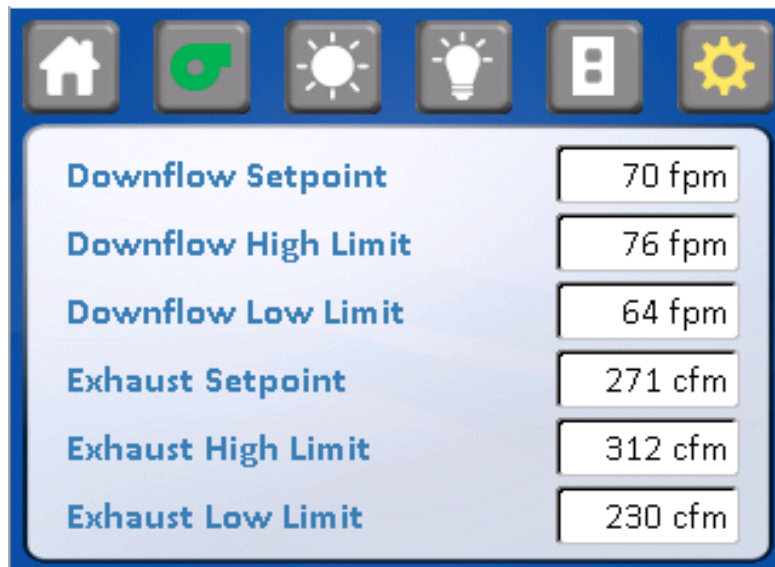 Downflow Setpoint 70 fpm
Downflow High Limit 76 fpm
Downflow Low Limit 64 fpm
Exhaust Setpoint 271 cfm
Exhaust High Limit 312 cfm
Exhaust Low Limit 230 cfm